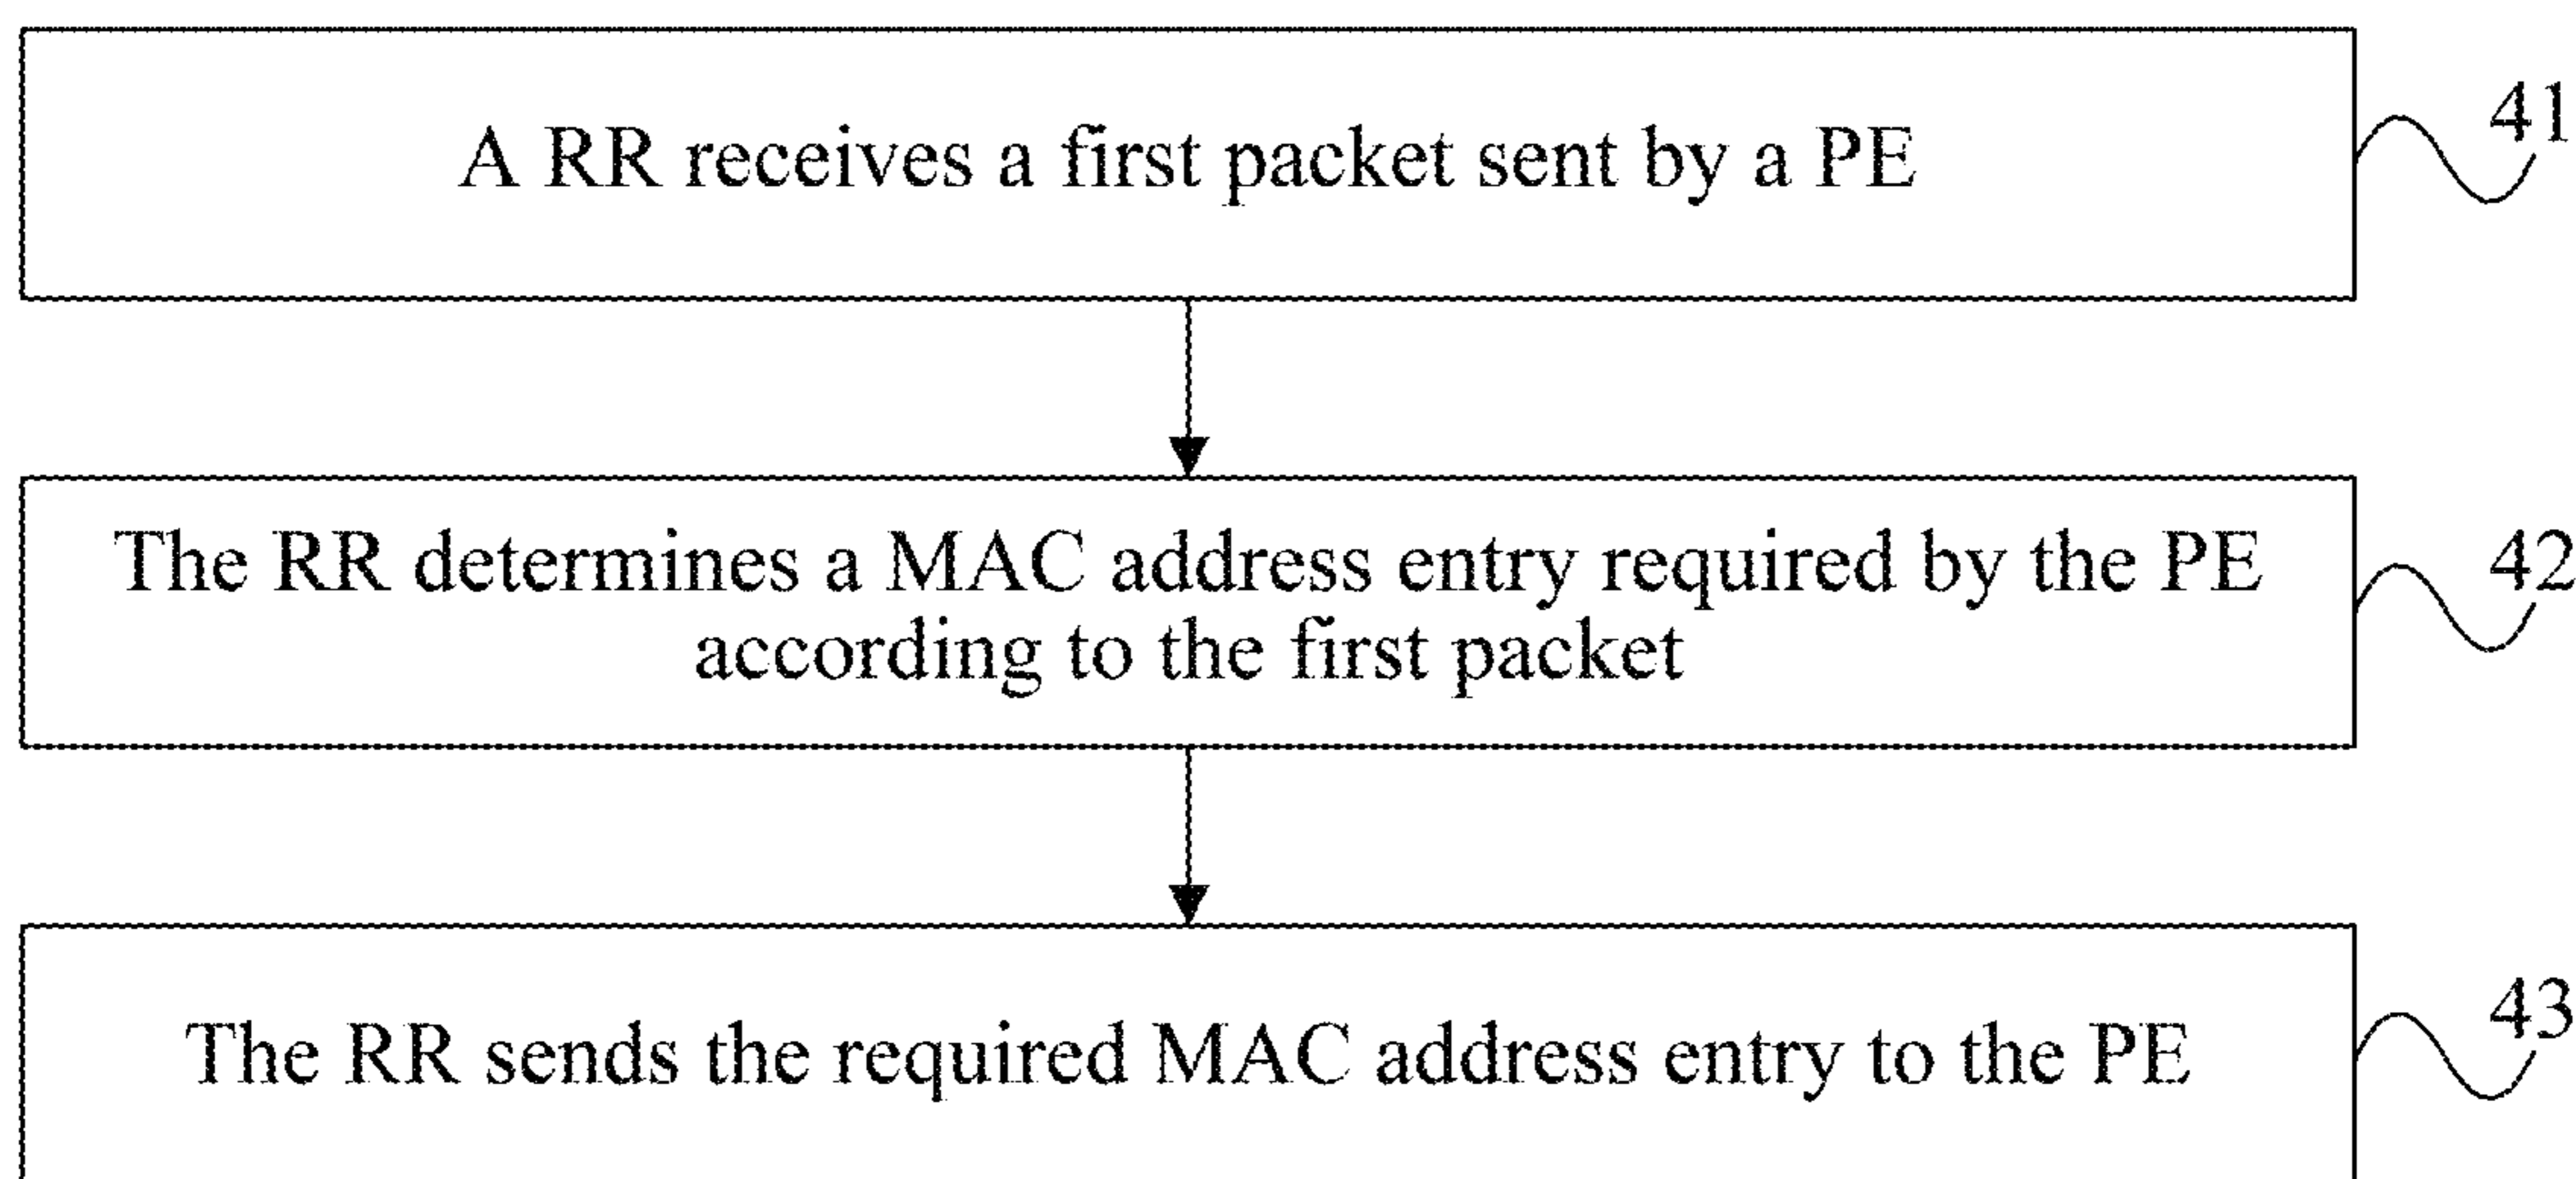 A RR receives a first packet sent by a PE
41
The RR determines a MAC address entry required by the PE
according to the first packet
42
The RR sends the required MAC address entry to the PE
43